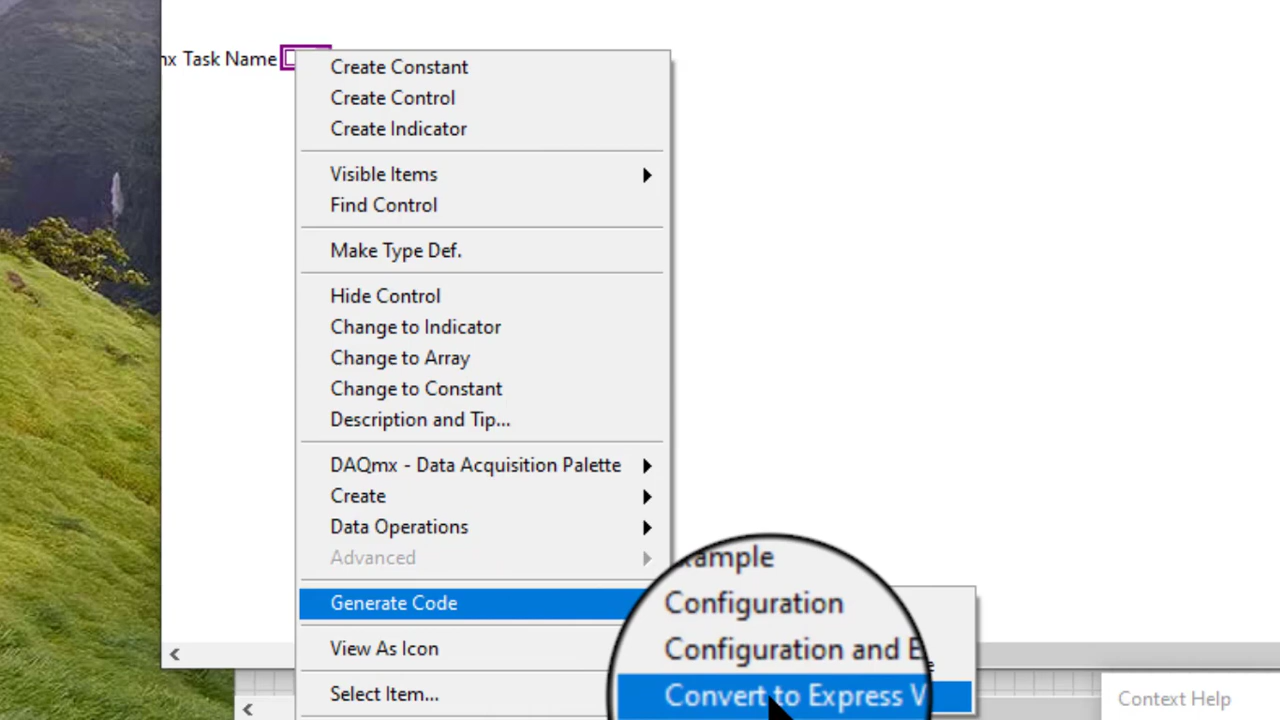 Task Name
Create Constant
Create Control
Create Indicator
Visible Items
Find Control
Make Type Def.
Hide Control
Change to Indicator
Change to Array
Change to Constant
Description and Tip...
DAQmx - Data Acquisition Palette
Create
Data Operations
Advanced
Generate Code
View As Icon
Select Item...
Configuration
Configuration and
Convert to Express V
Context Help